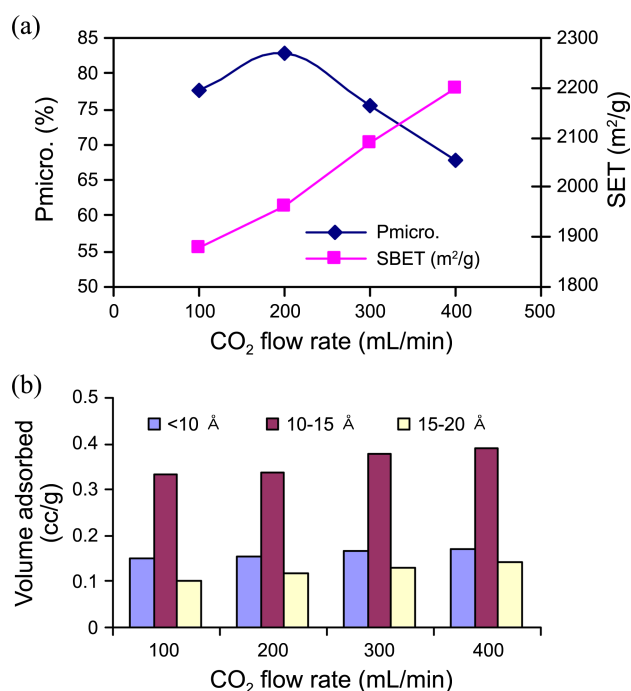 (a)
85
80
75
70
65
60
55
50
Pmicro. (%)
2300
2200
2100
2000
1900
1800
SET (m²/g)
Pmicro.
SBET (m²/g)
0 100 200 300 400 500
CO₂ flow rate (mL/min)
(b)
0.5
0.4
0.3
0.2
0.1
0
Volume adsorbed
(cc/g)
<10 Å 10-15 Å 15-20 Å
100 200 300 400
CO₂ flow rate (mL/min)